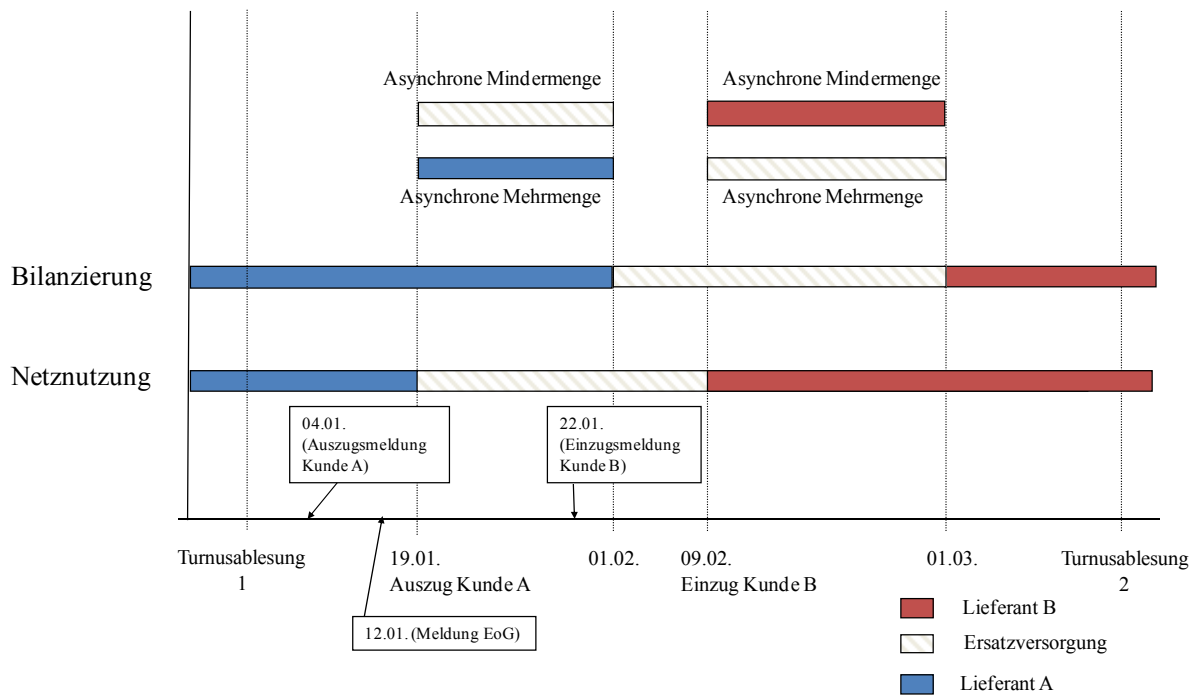 Asynchrone Mindermenge
Asynchrone Mindermenge
Asynchrone Mehrmenge
Asynchrone Mehrmenge
Bilanzierung
Netznutzung
04.01.
(Auszugsmeldung
Kunde A)
22.01.
(Einzugsmeldung
Kunde B)
Turnusablesung
1
19.01.
Auszug Kunde A
01.02.
09.02.
Einzug Kunde B
01.03.
Turnusablesung
2
12.01. (Meldung EoG)
Lieferant B
Ersatzversorgung
Lieferant A